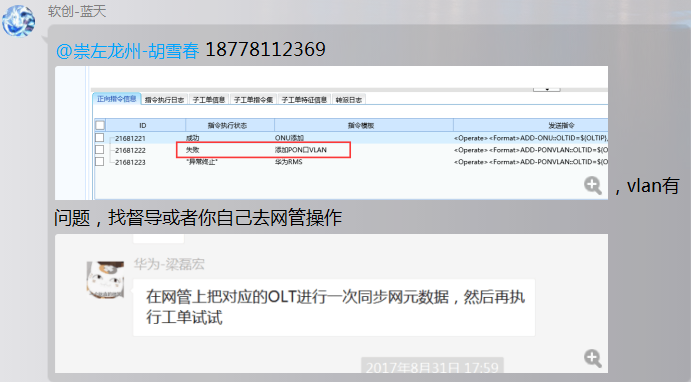 软创-蓝天
@崇左龙州-胡雪春 18778112369
正向指令信息 指令执行日志 子工单信息 子工单指令集 子工单特征信息 转派日志
ID 指令执行状态 指令模板 发送指令
21681221 成功 ONU添加 <Operate> <Format>ADD-ONU::OLTID=$(OLTIP),
21681222 失败 添加PON口VLAN <Operate> <Format>ADD-PONVLAN::OLTID=$(O
21681223 "异常终止" 华为RMS <Operate> <Format>ADD-PONVLAN::OLTID=$(O
，vlan有
问题，找督导或者你自己去网管操作
华为-梁磊宏
在网管上把对应的OLT进行一次同步网元数据，然后再执
行工单试试
2017年8月31日 17:59